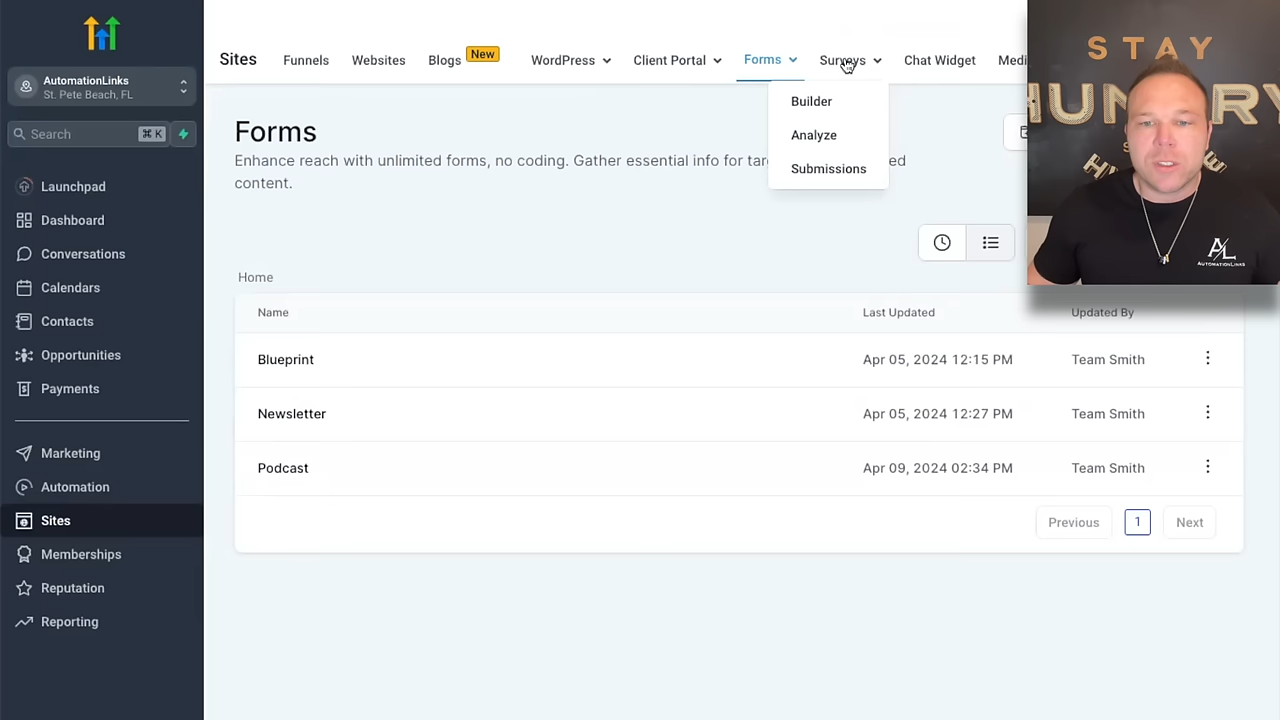 AutomationLinks
St. Pete Beach, FL
Search ⌘ K
Launchpad
Dashboard
Conversations
Calendars
Contacts
Opportunities
Payments
Marketing
Automation
Sites
Memberships
Reputation
Reporting
Sites Funnels Websites Blogs New WordPress Client Portal Forms Surveys Chat Widget Medi
Builder
Analyze
Submissions
Forms
Enhance reach with unlimited forms, no coding. Gather essential info for
content.
Home
Name Last Updated Updated By
Blueprint Apr 05, 2024 12:15 PM Team Smith
Newsletter Apr 05, 2024 12:27 PM Team Smith
Podcast Apr 09, 2024 02:34 PM Team Smith
Previous 1 Next
STAY
HUNGRY
AL
AUTOMATIONLINKS